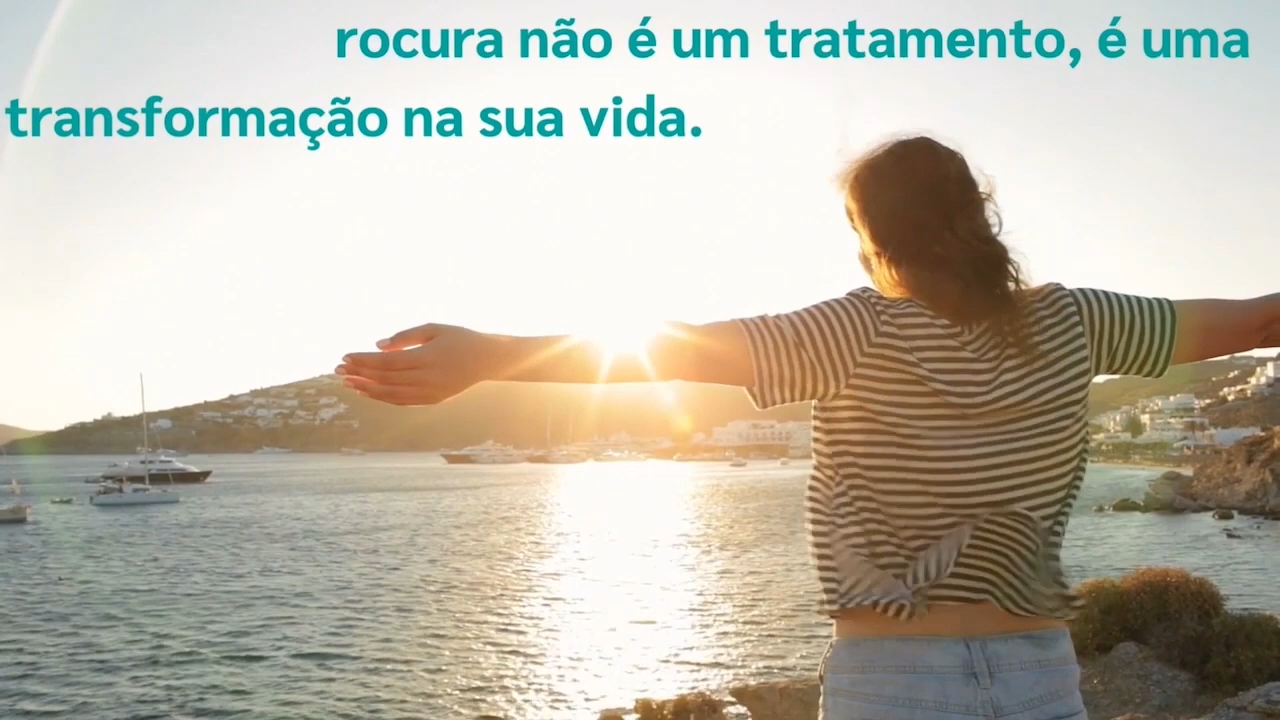 rocura não é um tratamento, é uma
transformação na sua vida.